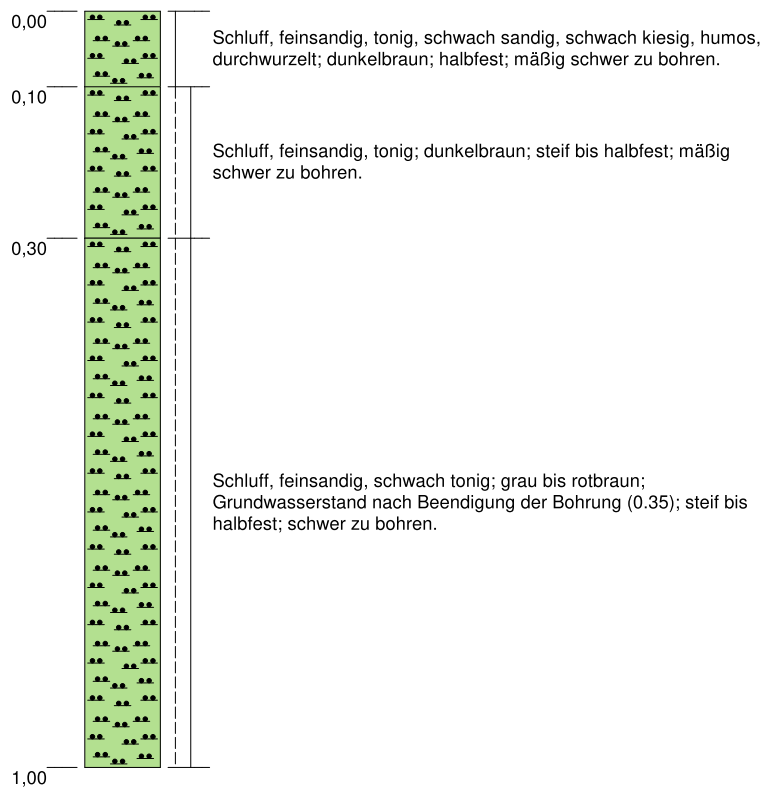 0,00
Schluff, feinsandig, tonig, schwach sandig, schwach kiesig, humos,
durchwurzelt; dunkelbraun; halbfest; mäßig schwer zu bohren.
0,10
Schluff, feinsandig, tonig; dunkelbraun; steif bis halbfest; mäßig
schwer zu bohren.
0,30
Schluff, feinsandig, schwach tonig; grau bis rotbraun;
Grundwasserstand nach Beendigung der Bohrung (0.35); steif bis
halbfest; schwer zu bohren.
1,00